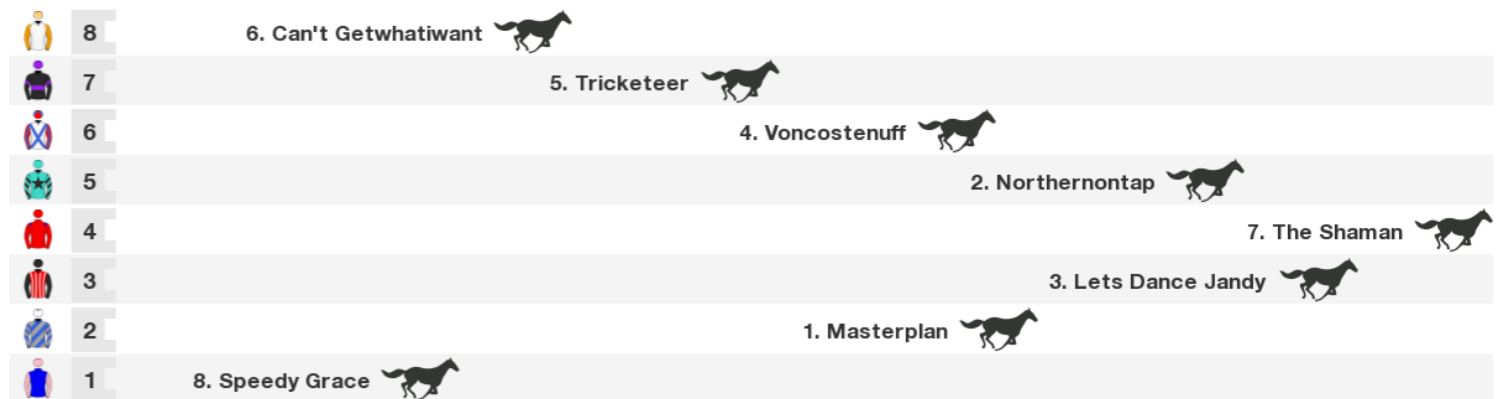 8 6. Can't Getwhatiwant
7 5. Tricketeer
6 4. Voncostenuff
5 2. Northernontap
4 7. The Shaman
3 3. Lets Dance Jandy
2 1. Masterplan
1 8. Speedy Grace